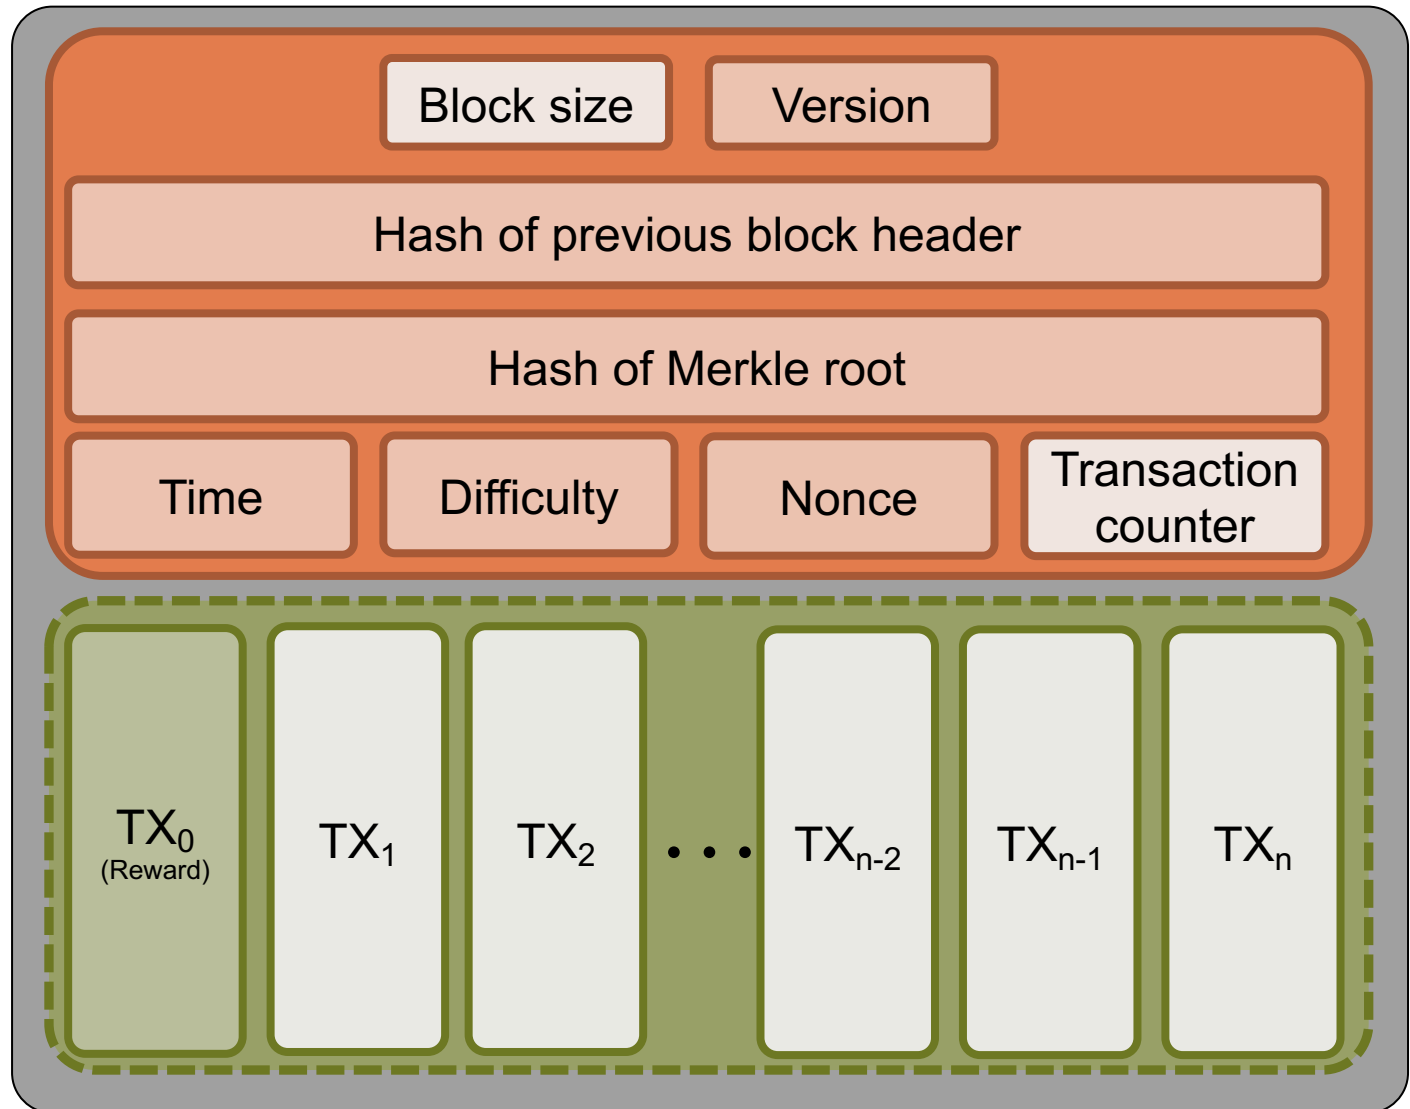 Block size
Version
Hash of previous block header
Hash of Merkle root
Time
Difficulty
Nonce
Transaction
counter
TX₀
(Reward)
TX₁
TX₂
...
TXₙ₋₂
TXₙ₋₁
TXₙ